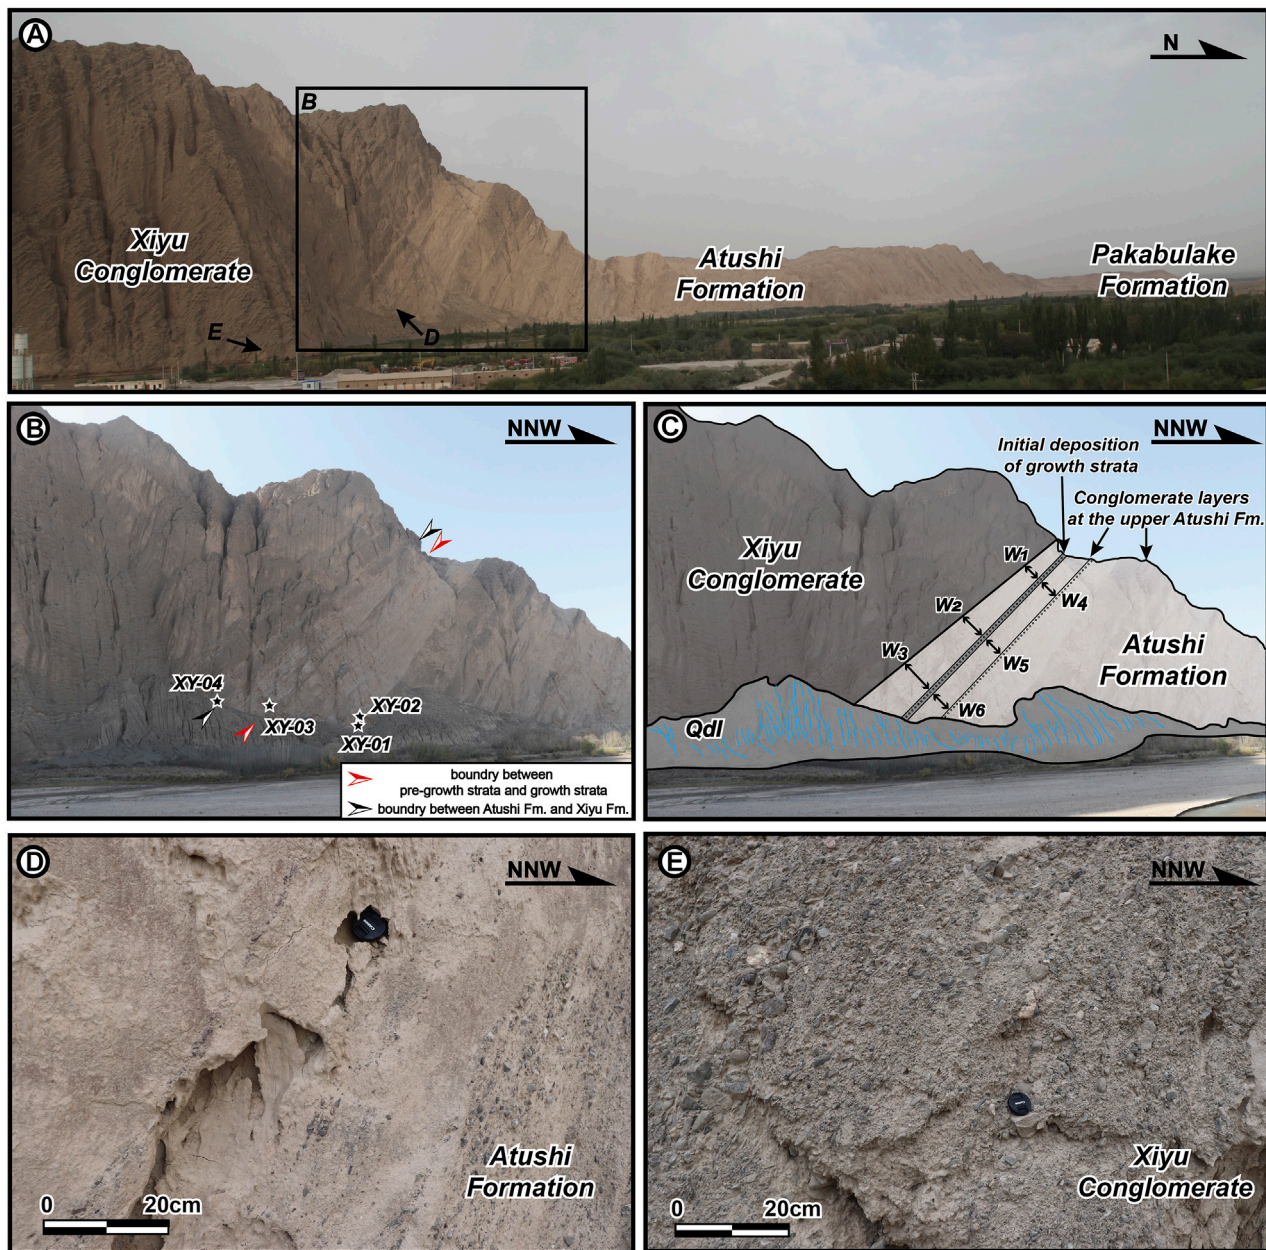 A
N
B
Xiyu
Conglomerate
Atushi
Formation
Pakabulake
Formation
E
D
B
NNW
XY-04
XY-03
XY-02
XY-01
boundry between
pre-growth strata and growth strata
boundry between Atushi Fm. and Xiyu Fm.
C
NNW
Initial deposition
of growth strata
Conglomerate layers
at the upper Atushi Fm.
Xiyu
Conglomerate
W1
W2
W4
W3
W5
W6
Atushi
Formation
Qdl
D
NNW
Atushi
Formation
0 20cm
E
NNW
Xiyu
Conglomerate
0 20cm